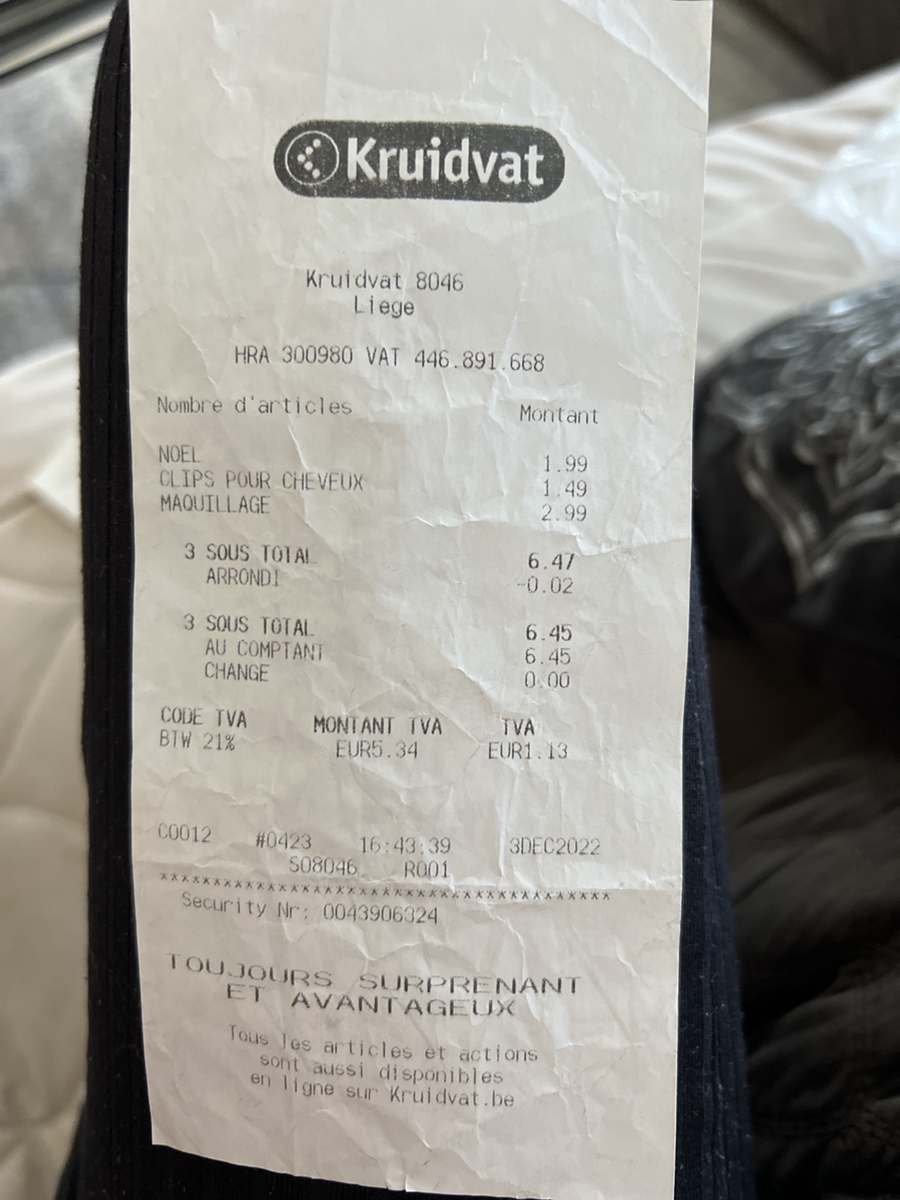 Kruidvat
Kruidvat 8046
Liege
HRA 300980 VAT 446.891.668
Nombre d'articles Montant
NOEL 1.99
CLIPS POUR CHEVEUX 1.49
MAQUILLAGE 2.99
3 SOUS TOTAL 6.47
ARRONDI -0.02
3 SOUS TOTAL 6.45
AU COMPTANT 6.45
CHANGE 0.00
CODE TVA MONTANT TVA TVA
BTW 21% EUR5.34 EUR1.13
C0012 #0423 16:43:39 3DEC2022
S08046 R001
*******************************************
Security Nr: 0043906324
TOUJOURS SURPRENANT
ET AVANTAGEUX
Tous les articles et actions
sont aussi disponibles
en ligne sur Kruidvat.be